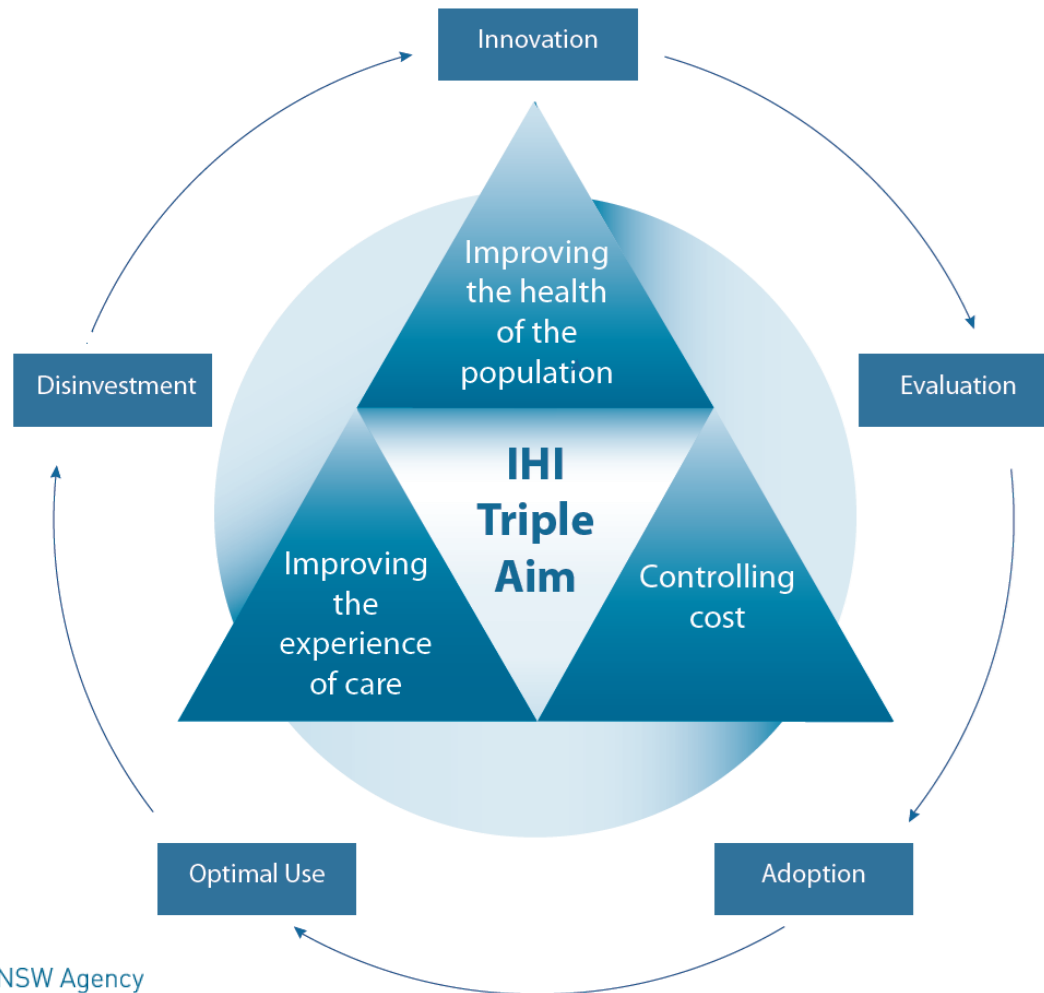 Innovation
Improving
the health
of the
population
Disinvestment
Evaluation
IHI
Triple
Aim
Improving
the
experience
of care
Controlling
cost
Optimal Use
Adoption
NSW Agency